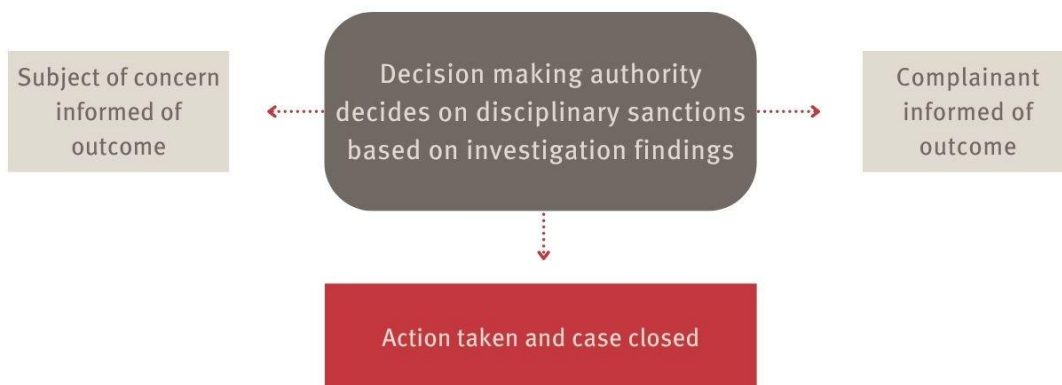 Subject of concern
informed of
outcome
Decision making authority
decides on disciplinary sanctions
based on investigation findings
Complainant
informed of
outcome
Action taken and case closed